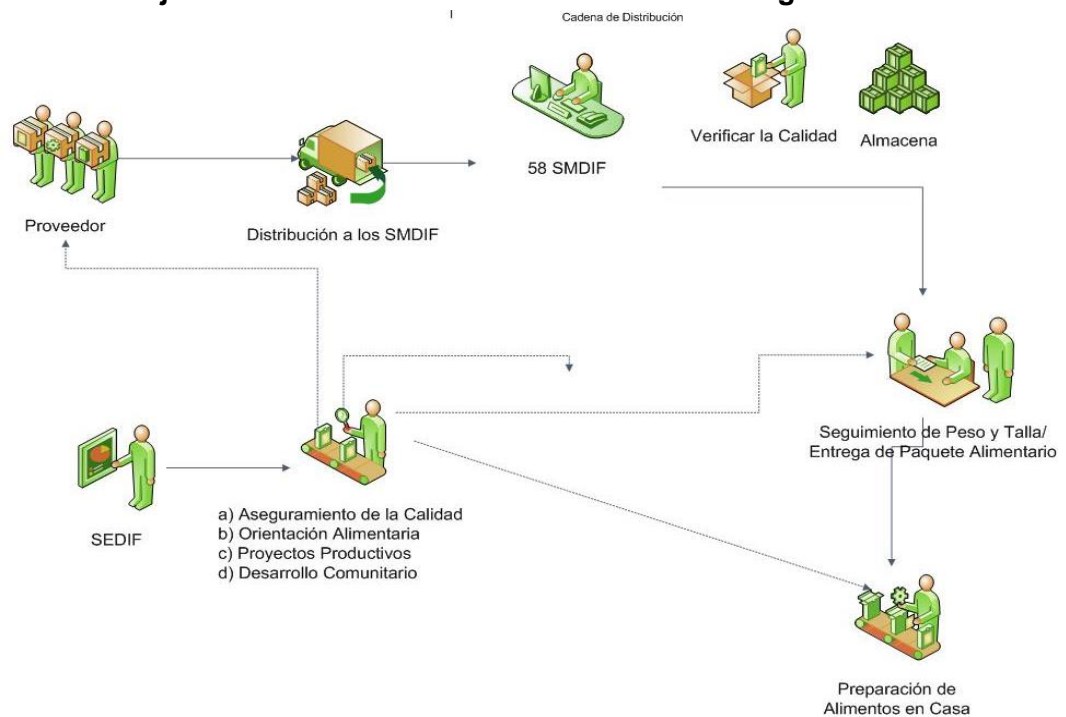 Cadena de Distribución
Verificar la Calidad
Almacena
58 SMDIF
Proveedor
Distribución a los SMDIF
Seguimiento de Peso y Talla/
Entrega de Paquete Alimentario
SEDIF
a) Aseguramiento de la Calidad
b) Orientación Alimentaria
c) Proyectos Productivos
d) Desarrollo Comunitario
Preparación de
Alimentos en Casa